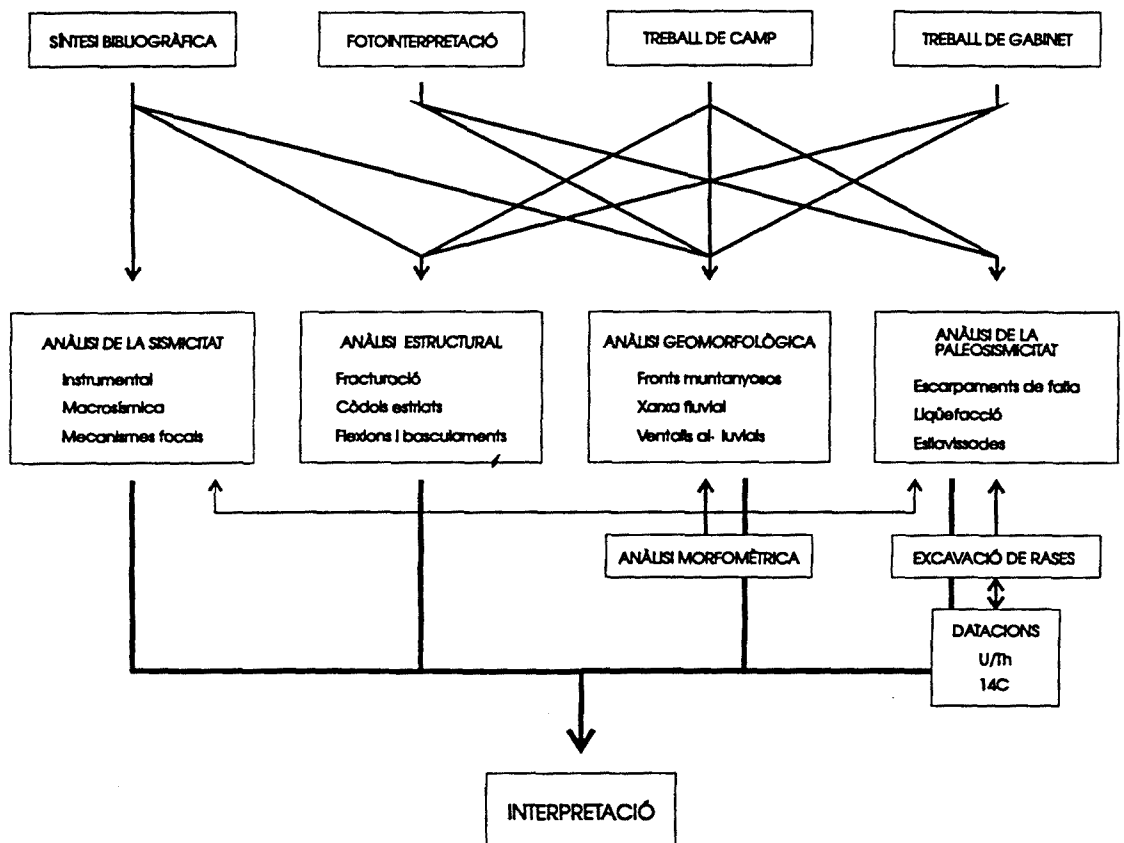 SÍNTESI BIBLIOGRÀFICA
FOTOINTERPRETACIÓ
TREBALL DE CAMP
TREBALL DE GABINET
ANÀLISI DE LA SISMICITAT
Instrumental
Macrosísmica
Mecanismes focals
ANÀLISI ESTRUCTURAL
Fracturació
Còdols estriats
Flexions i basculaments
ANÀLISI GEOMORFOLÒGICA
Fronts muntanyosos
Xarxa fluvial
Ventalls al· luvials
ANÀLISI DE LA
PALEOSISMICITAT
Escarpaments de falla
Liqüefacció
Esllavissades
ANÀLISI MORFOMÈTRICA
EXCAVACIÓ DE RASES
DATACIONS
U/Th
14C
INTERPRETACIÓ